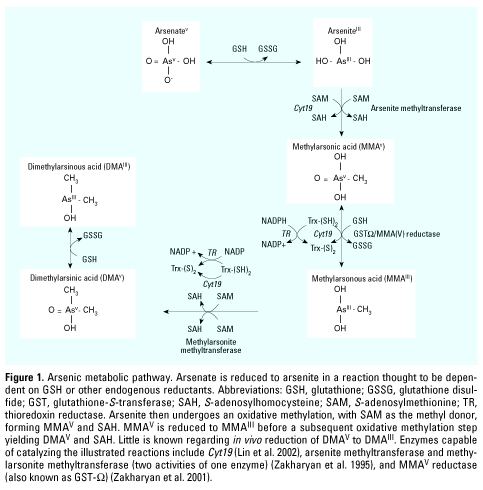 Arsenate^V
OH
O = As^V - OH
O-
GSH GSSG
Arsenite^III
OH
HO - As^III - OH
SAM SAM
Cyt19 Arsenite methyltransferase
SAH SAH
Methylarsonic acid (MMA^V)
OH
O = As^V - CH3
OH
NADPH Trx-(SH)2 GSH
TR Cyt19 GSTΩ/MMA(V) reductase
NADP+ Trx-(S)2 GSSG
Methylarsonous acid (MMA^III)
OH
As^III - CH3
OH
NADP + TR NADP
Trx-(S)2 Trx-(SH)2
Cyt19
SAH SAM
SAH SAM
Methylarsonite
methyltransferase
Dimethylarsinic acid (DMA^V)
CH3
O = As^V - CH3
OH
GSSG
GSH
Dimethylarsinous acid (DMA^III)
CH3
As^III - CH3
OH
Figure 1. Arsenic metabolic pathway. Arsenate is reduced to arsenite in a reaction thought to be depen-
dent on GSH or other endogenous reductants. Abbreviations: GSH, glutathione; GSSG, glutathione disul-
fide; GST, glutathione-S-transferase; SAH, S-adenosylhomocysteine; SAM, S-adenosylmethionine; TR,
thioredoxin reductase. Arsenite then undergoes an oxidative methylation, with SAM as the methyl donor,
forming MMA^V and SAH. MMA^V is reduced to MMA^III before a subsequent oxidative methylation step
yielding DMA^V and SAH. Little is known regarding in vivo reduction of DMA^V to DMA^III. Enzymes capable
of catalyzing the illustrated reactions include Cyt19 (Lin et al. 2002), arsenite methyltransferase and methy-
larsonite methyltransferase (two activities of one enzyme) (Zakharyan et al. 1995), and MMA^V reductase
(also known as GST-Ω) (Zakharyan et al. 2001).